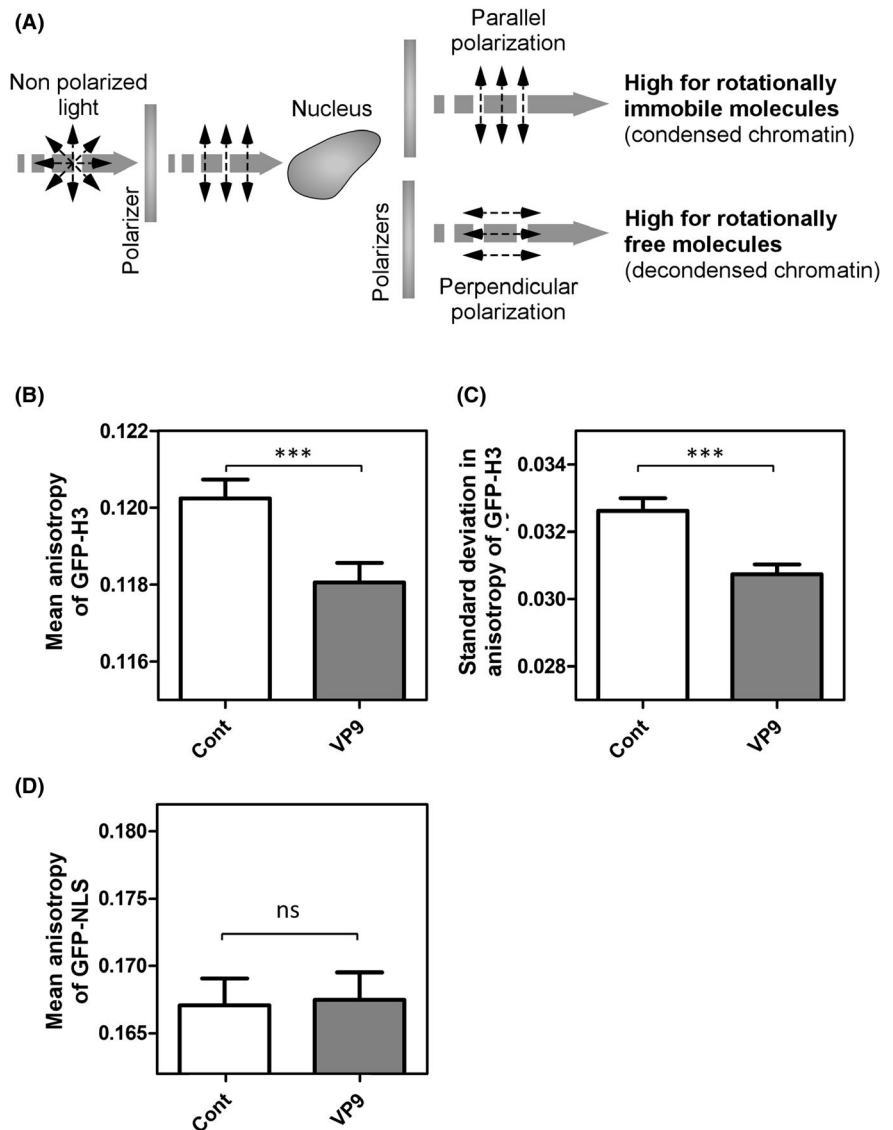 (A)
Non polarized
light
Polarizer
Nucleus
Polarizers
Parallel
polarization
High for rotationally
immobile molecules
(condensed chromatin)
Perpendicular
polarization
High for rotationally
free molecules
(decondensed chromatin)
(B)
Mean anisotropy
of GFP-H3
0.122
0.120
0.118
0.116
***
Cont
VP9
(C)
Standard deviation in
anisotropy of GFP-H3
0.034
0.032
0.030
0.028
***
Cont
VP9
(D)
Mean anisotropy
of GFP-NLS
0.180
0.175
0.170
0.165
ns
Cont
VP9